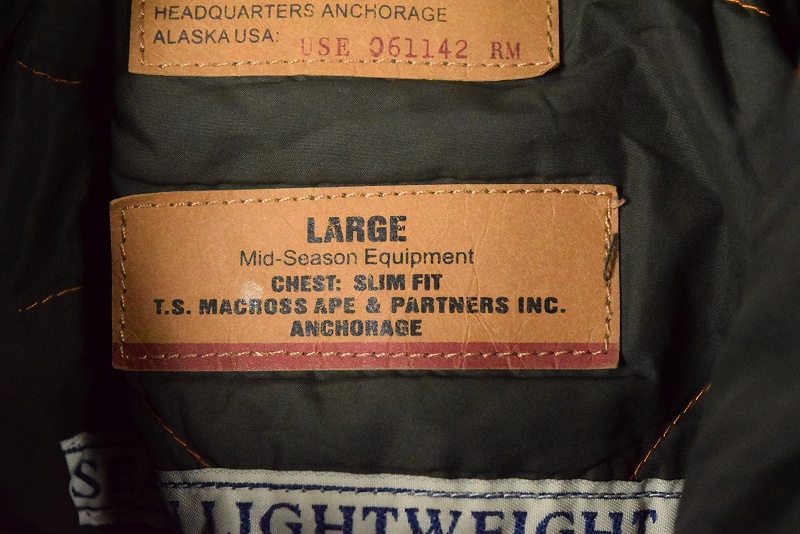 HEADQUARTERS ANCHORAGE
ALASKA USA: USE 061142 RM
LARGE
Mid-Season Equipment
CHEST: SLIM FIT
T.S. MACROSS APE & PARTNERS INC.
ANCHORAGE
LIGHTWEIGHT